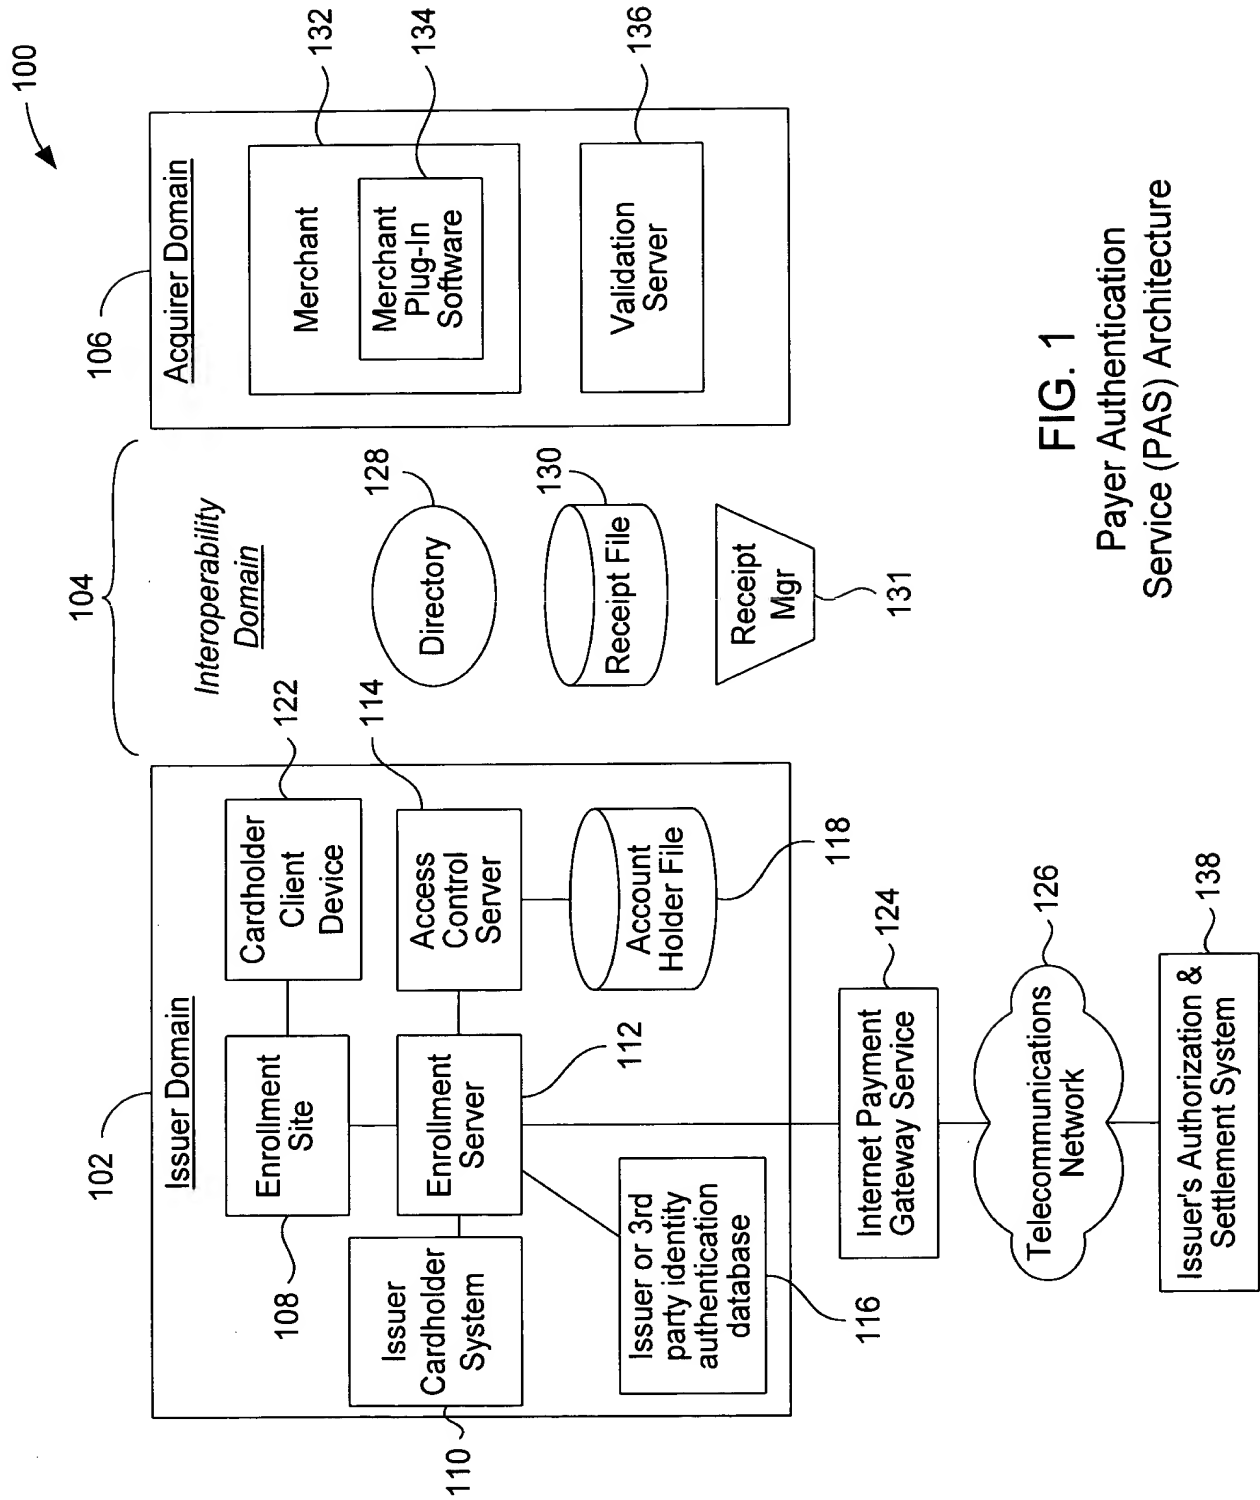 100
102
Issuer Domain
Enrollment
Site
108
Cardholder
Client
Device
122
Issuer
Cardholder
System
110
Enrollment
Server
112
Access
Control
Server
114
Issuer or 3rd
party identity
authentication
database
116
Account
Holder File
118
Internet Payment
Gateway Service
124
Telecommunications
Network
126
Issuer's Authorization &
Settlement System
138
104
Interoperability
Domain
Directory
128
Receipt File
130
Receipt
Mgr
131
106
Acquirer Domain
Merchant
132
Merchant
Plug-In
Software
134
Validation
Server
136
FIG. 1
Payer Authentication
Service (PAS) Architecture